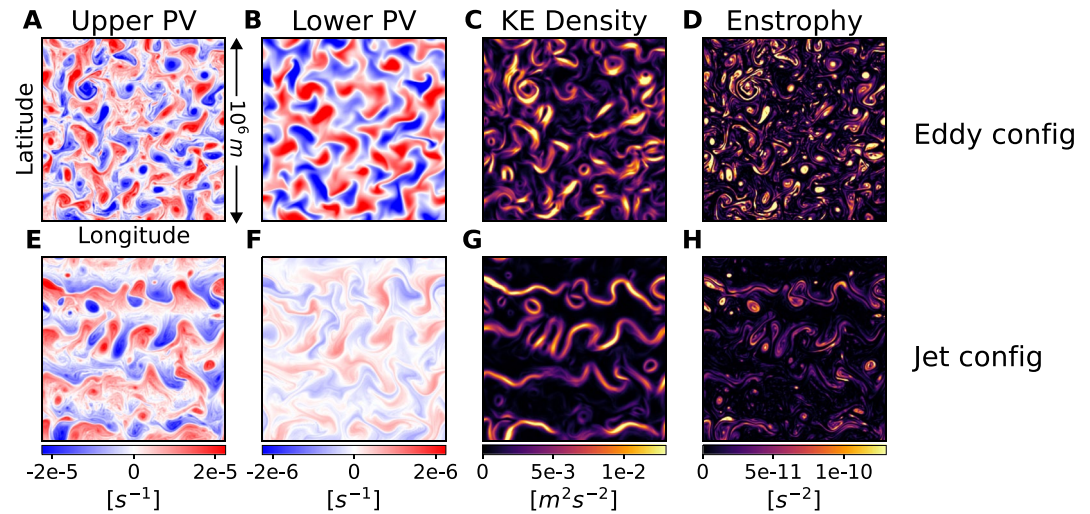 A Upper PV B Lower PV C KE Density D Enstrophy
Latitude
10⁶ m
Eddy config
Longitude
E F G H
Jet config
-2e-5 0 2e-5 -2e-6 0 2e-6 0 5e-3 1e-2 0 5e-11 1e-10
[s⁻¹] [s⁻¹] [m²s⁻²] [s⁻²]